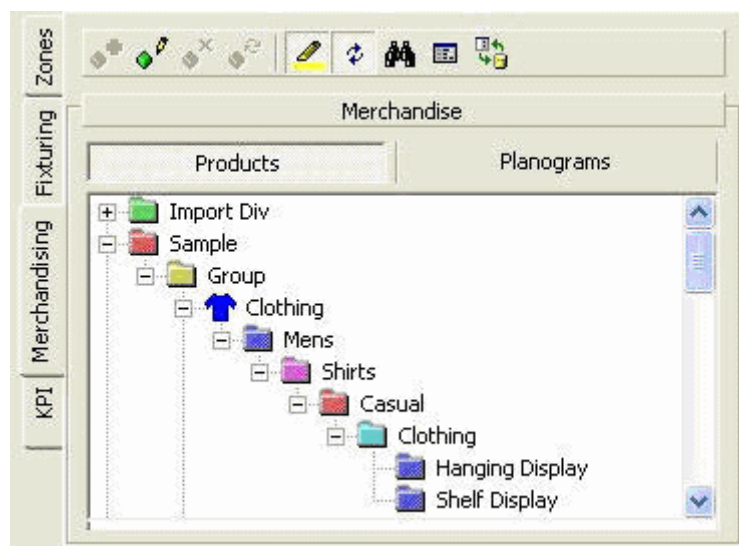 Zones
Fixturing
Merchandising
KPI
Merchandise
Products Planograms
Import Div
Sample
Group
Clothing
Mens
Shirts
Casual
Clothing
Hanging Display
Shelf Display